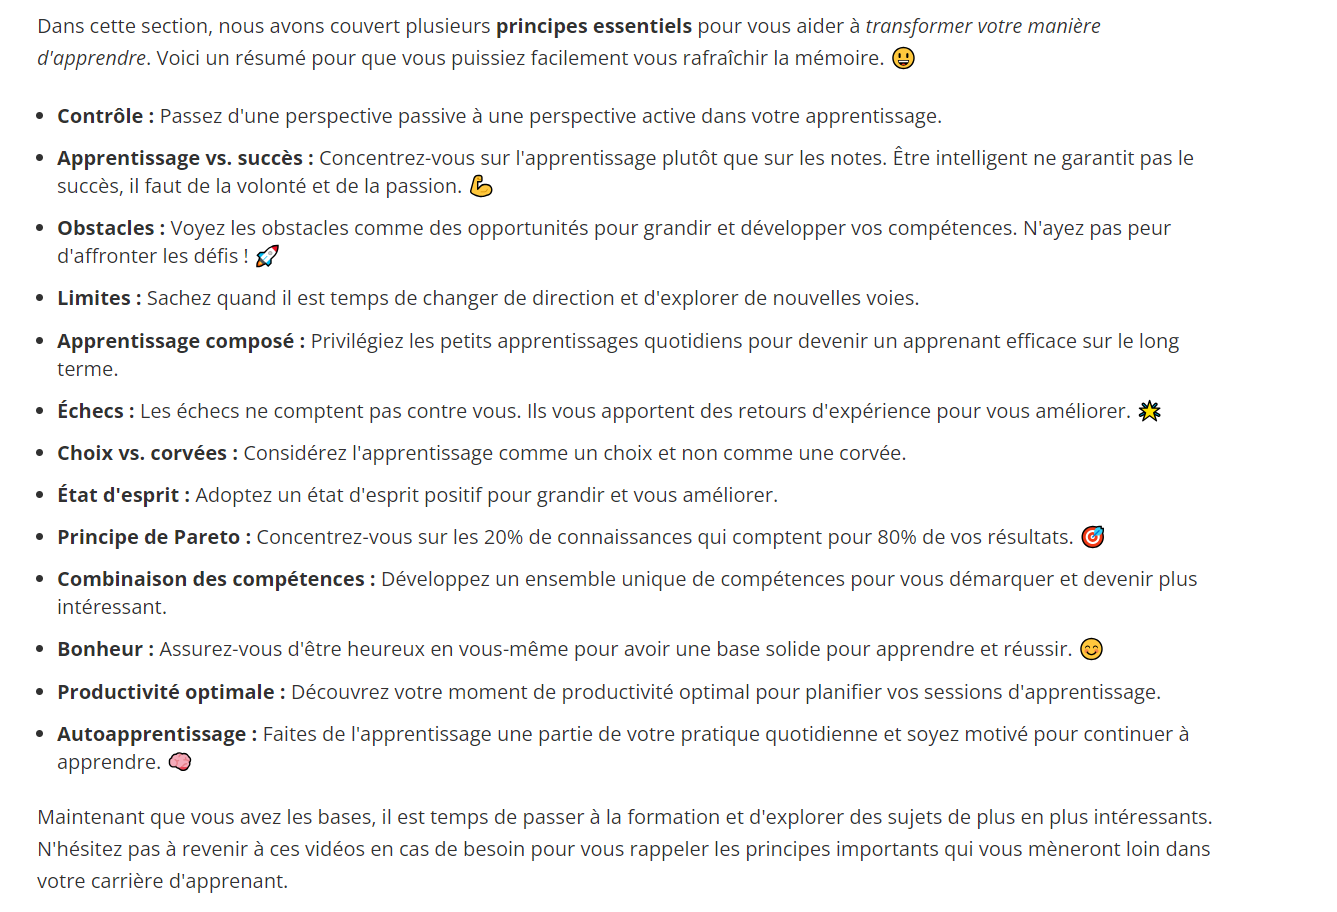 Dans cette section, nous avons couvert plusieurs principes essentiels pour vous aider à transformer votre manière
d'apprendre. Voici un résumé pour que vous puissiez facilement vous rafraîchir la mémoire. 😃
• Contrôle : Passez d'une perspective passive à une perspective active dans votre apprentissage.
• Apprentissage vs. succès : Concentrez-vous sur l'apprentissage plutôt que sur les notes. Être intelligent ne garantit pas le
succès, il faut de la volonté et de la passion. 💪
• Obstacles : Voyez les obstacles comme des opportunités pour grandir et développer vos compétences. N'ayez pas peur
d'affronter les défis ! 🚀
• Limites : Sachez quand il est temps de changer de direction et d'explorer de nouvelles voies.
• Apprentissage composé : Privilégiez les petits apprentissages quotidiens pour devenir un apprenant efficace sur le long
terme.
• Échecs : Les échecs ne comptent pas contre vous. Ils vous apportent des retours d'expérience pour vous améliorer. 🌟
• Choix vs. corvées : Considérez l'apprentissage comme un choix et non comme une corvée.
• État d'esprit : Adoptez un état d'esprit positif pour grandir et vous améliorer.
• Principe de Pareto : Concentrez-vous sur les 20% de connaissances qui comptent pour 80% de vos résultats. 🎯
• Combinaison des compétences : Développez un ensemble unique de compétences pour vous démarquer et devenir plus
intéressant.
• Bonheur : Assurez-vous d'être heureux en vous-même pour avoir une base solide pour apprendre et réussir. 😊
• Productivité optimale : Découvrez votre moment de productivité optimal pour planifier vos sessions d'apprentissage.
• Autoapprentissage : Faites de l'apprentissage une partie de votre pratique quotidienne et soyez motivé pour continuer à
apprendre. 🧠
Maintenant que vous avez les bases, il est temps de passer à la formation et d'explorer des sujets de plus en plus intéressants.
N'hésitez pas à revenir à ces vidéos en cas de besoin pour vous rappeler les principes importants qui vous mèneront loin dans
votre carrière d'apprenant.